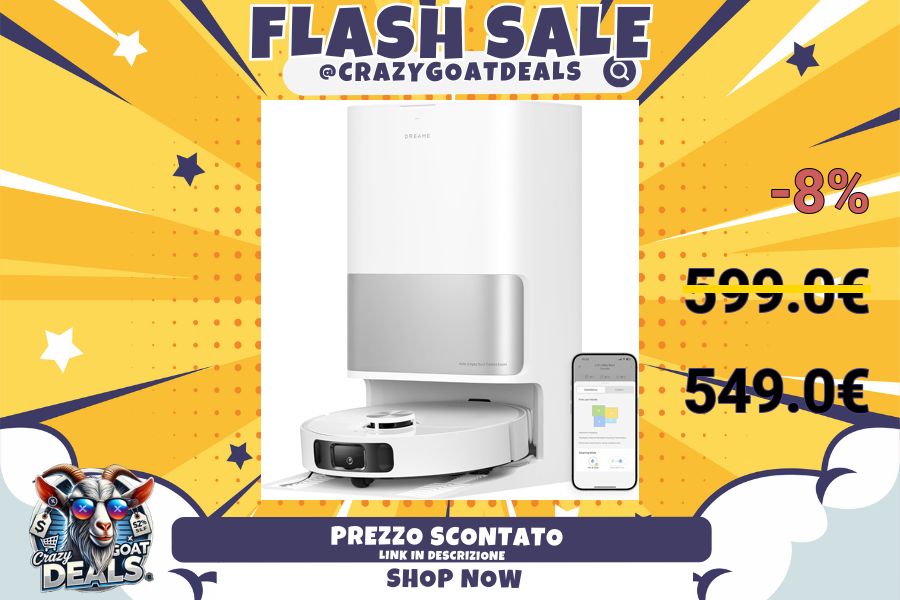 FLASH SALE
@CRAZYGOATDEALS
DREAME
-8%
599.0€
549.0€
$
52%
Crazy
GOAT
DEALS
PREZZO SCONTATO
LINK IN DESCRIZIONE
SHOP NOW